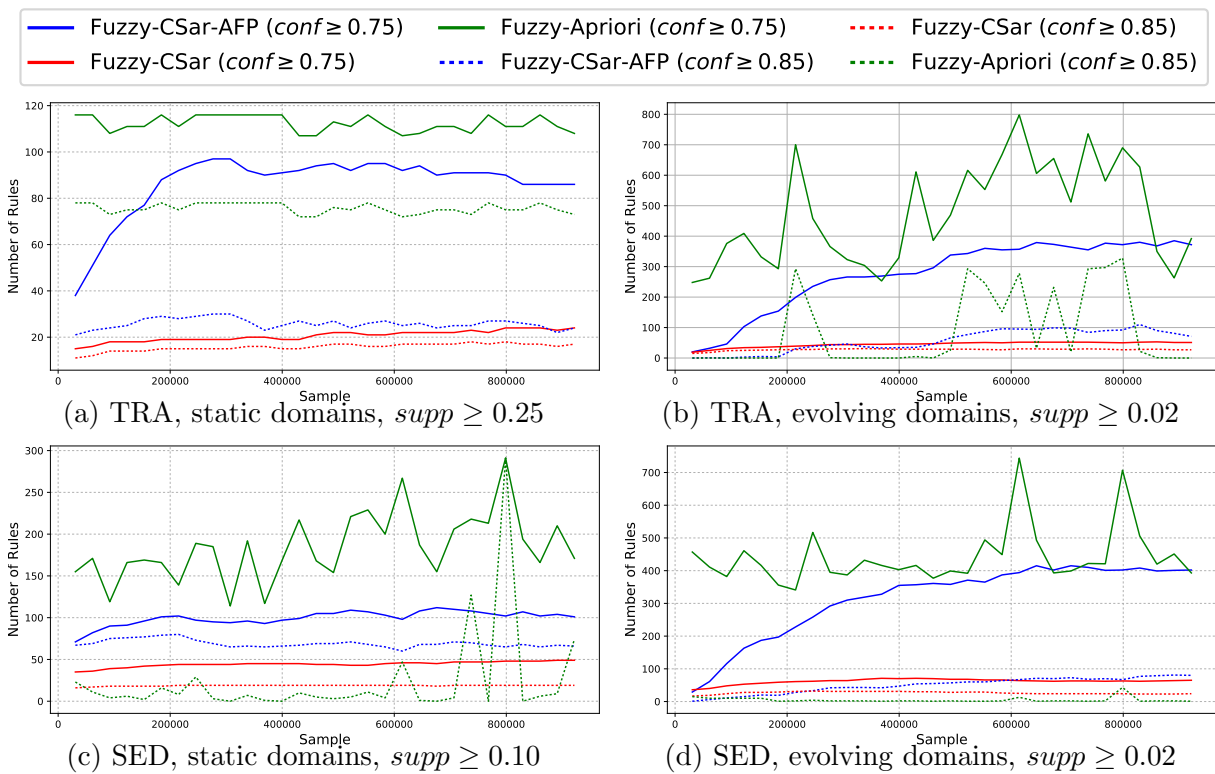 Fuzzy-CSar-AFP (conf ≥ 0.75) Fuzzy-Apriori (conf ≥ 0.75) Fuzzy-CSar (conf ≥ 0.85)
Fuzzy-CSar (conf ≥ 0.75) Fuzzy-CSar-AFP (conf ≥ 0.85) Fuzzy-Apriori (conf ≥ 0.85)
Number of Rules
120
100
80
60
40
20
0 200000 400000 600000 800000
Sample
(a) TRA, static domains, supp ≥ 0.25
Number of Rules
800
700
600
500
400
300
200
100
0
0 200000 400000 600000 800000
Sample
(b) TRA, evolving domains, supp ≥ 0.02
Number of Rules
300
250
200
150
100
50
0
0 200000 400000 600000 800000
Sample
(c) SED, static domains, supp ≥ 0.10
Number of Rules
700
600
500
400
300
200
100
0
0 200000 400000 600000 800000
Sample
(d) SED, evolving domains, supp ≥ 0.02